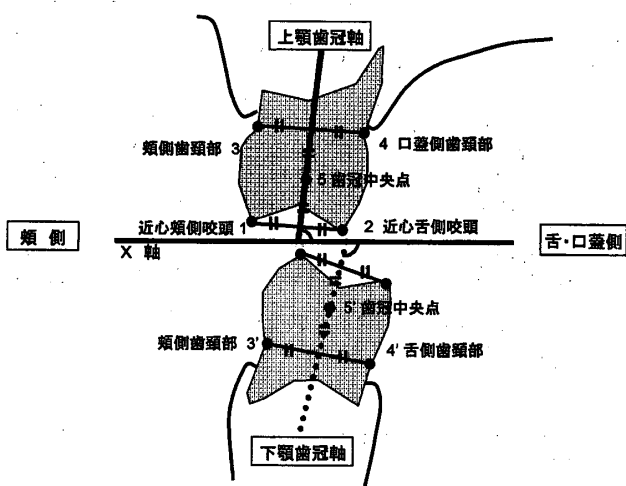 上顎歯冠軸
頬側歯頸部 3
4 口蓋側歯頸部
5 歯冠中央点
近心頬側咬頭 1
2 近心舌側咬頭
頬 側
X 軸
舌・口蓋側
5' 歯冠中央点
頬側歯頸部 3'
4' 舌側歯頸部
下顎歯冠軸